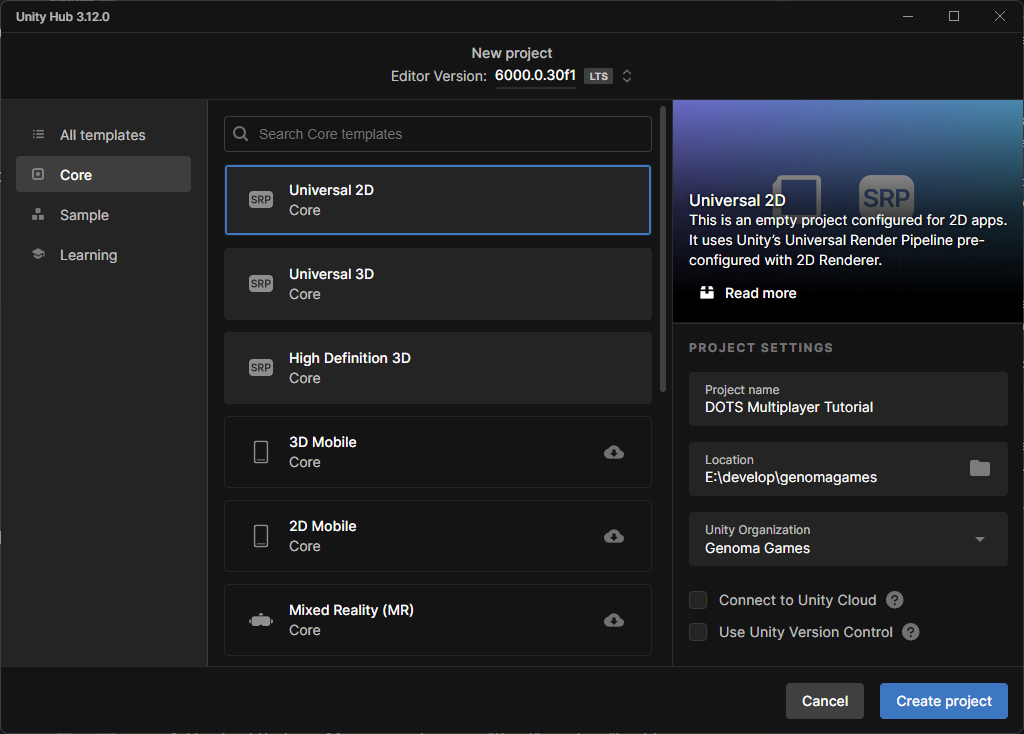 Unity Hub 3.12.0
New project
Editor Version: 6000.0.30f1 LTS
All templates
Core
Sample
Learning
Search Core templates
SRP
Universal 2D
Core
SRP
Universal 3D
Core
SRP
High Definition 3D
Core
3D Mobile
Core
2D Mobile
Core
Mixed Reality (MR)
Core
SRP
Universal 2D
This is an empty project configured for 2D apps.
It uses Unity’s Universal Render Pipeline pre-
configured with 2D Renderer.
Read more
PROJECT SETTINGS
Project name
DOTS Multiplayer Tutorial
Location
E:\develop\genomagames
Unity Organization
Genoma Games
Connect to Unity Cloud ?
Use Unity Version Control ?
Cancel
Create project